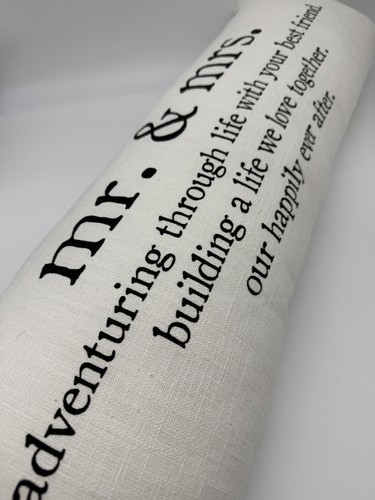 mr. & mrs.
adventuring through life with your best friend.
building a life we love together.
our happily ever after.